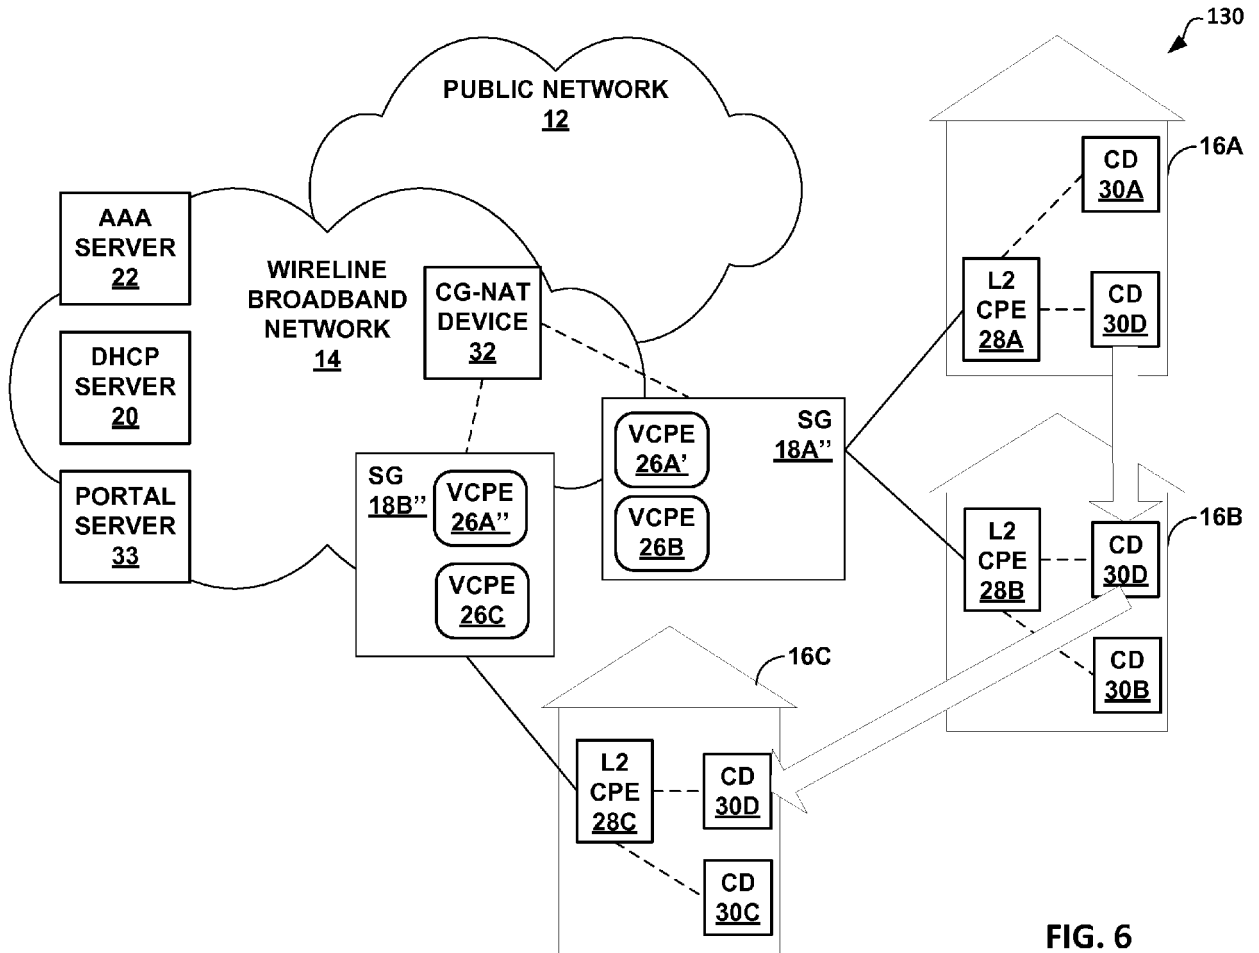 130
PUBLIC NETWORK
12
16A
CD
30A
AAA
SERVER
22
WIRELINE
BROADBAND
NETWORK
14
CG-NAT
DEVICE
32
L2
CPE
28A
CD
30D
DHCP
SERVER
20
SG
18A’’
VCPE
26A’
VCPE
26B
PORTAL
SERVER
33
SG
18B’’
VCPE
26A’’
VCPE
26C
16B
L2
CPE
28B
CD
30D
CD
30B
16C
L2
CPE
28C
CD
30D
CD
30C
FIG. 6